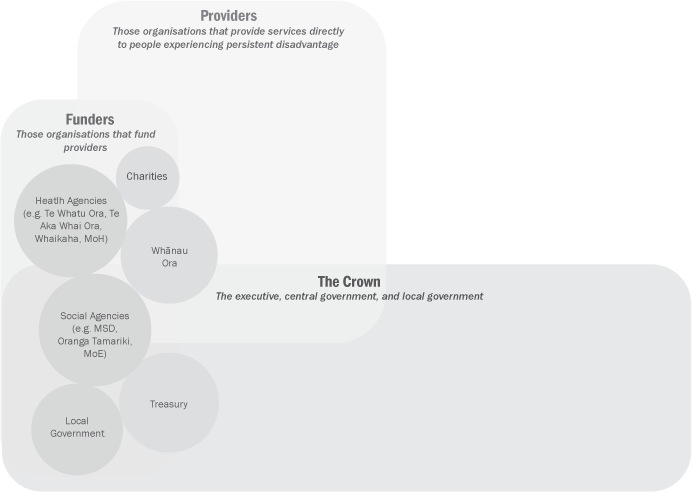 Providers
Those organisations that provide services directly
to people experiencing persistent disadvantage
Funders
Those organisations that fund
providers
Charities
Heatlh Agencies
(e.g. Te Whatu Ora, Te
Aka Whai Ora,
Whaikaha, MoH)
Whānau
Ora
The Crown
The executive, central government, and local government
Social Agencies
(e.g. MSD,
Oranga Tamariki,
MoE)
Treasury
Local
Government